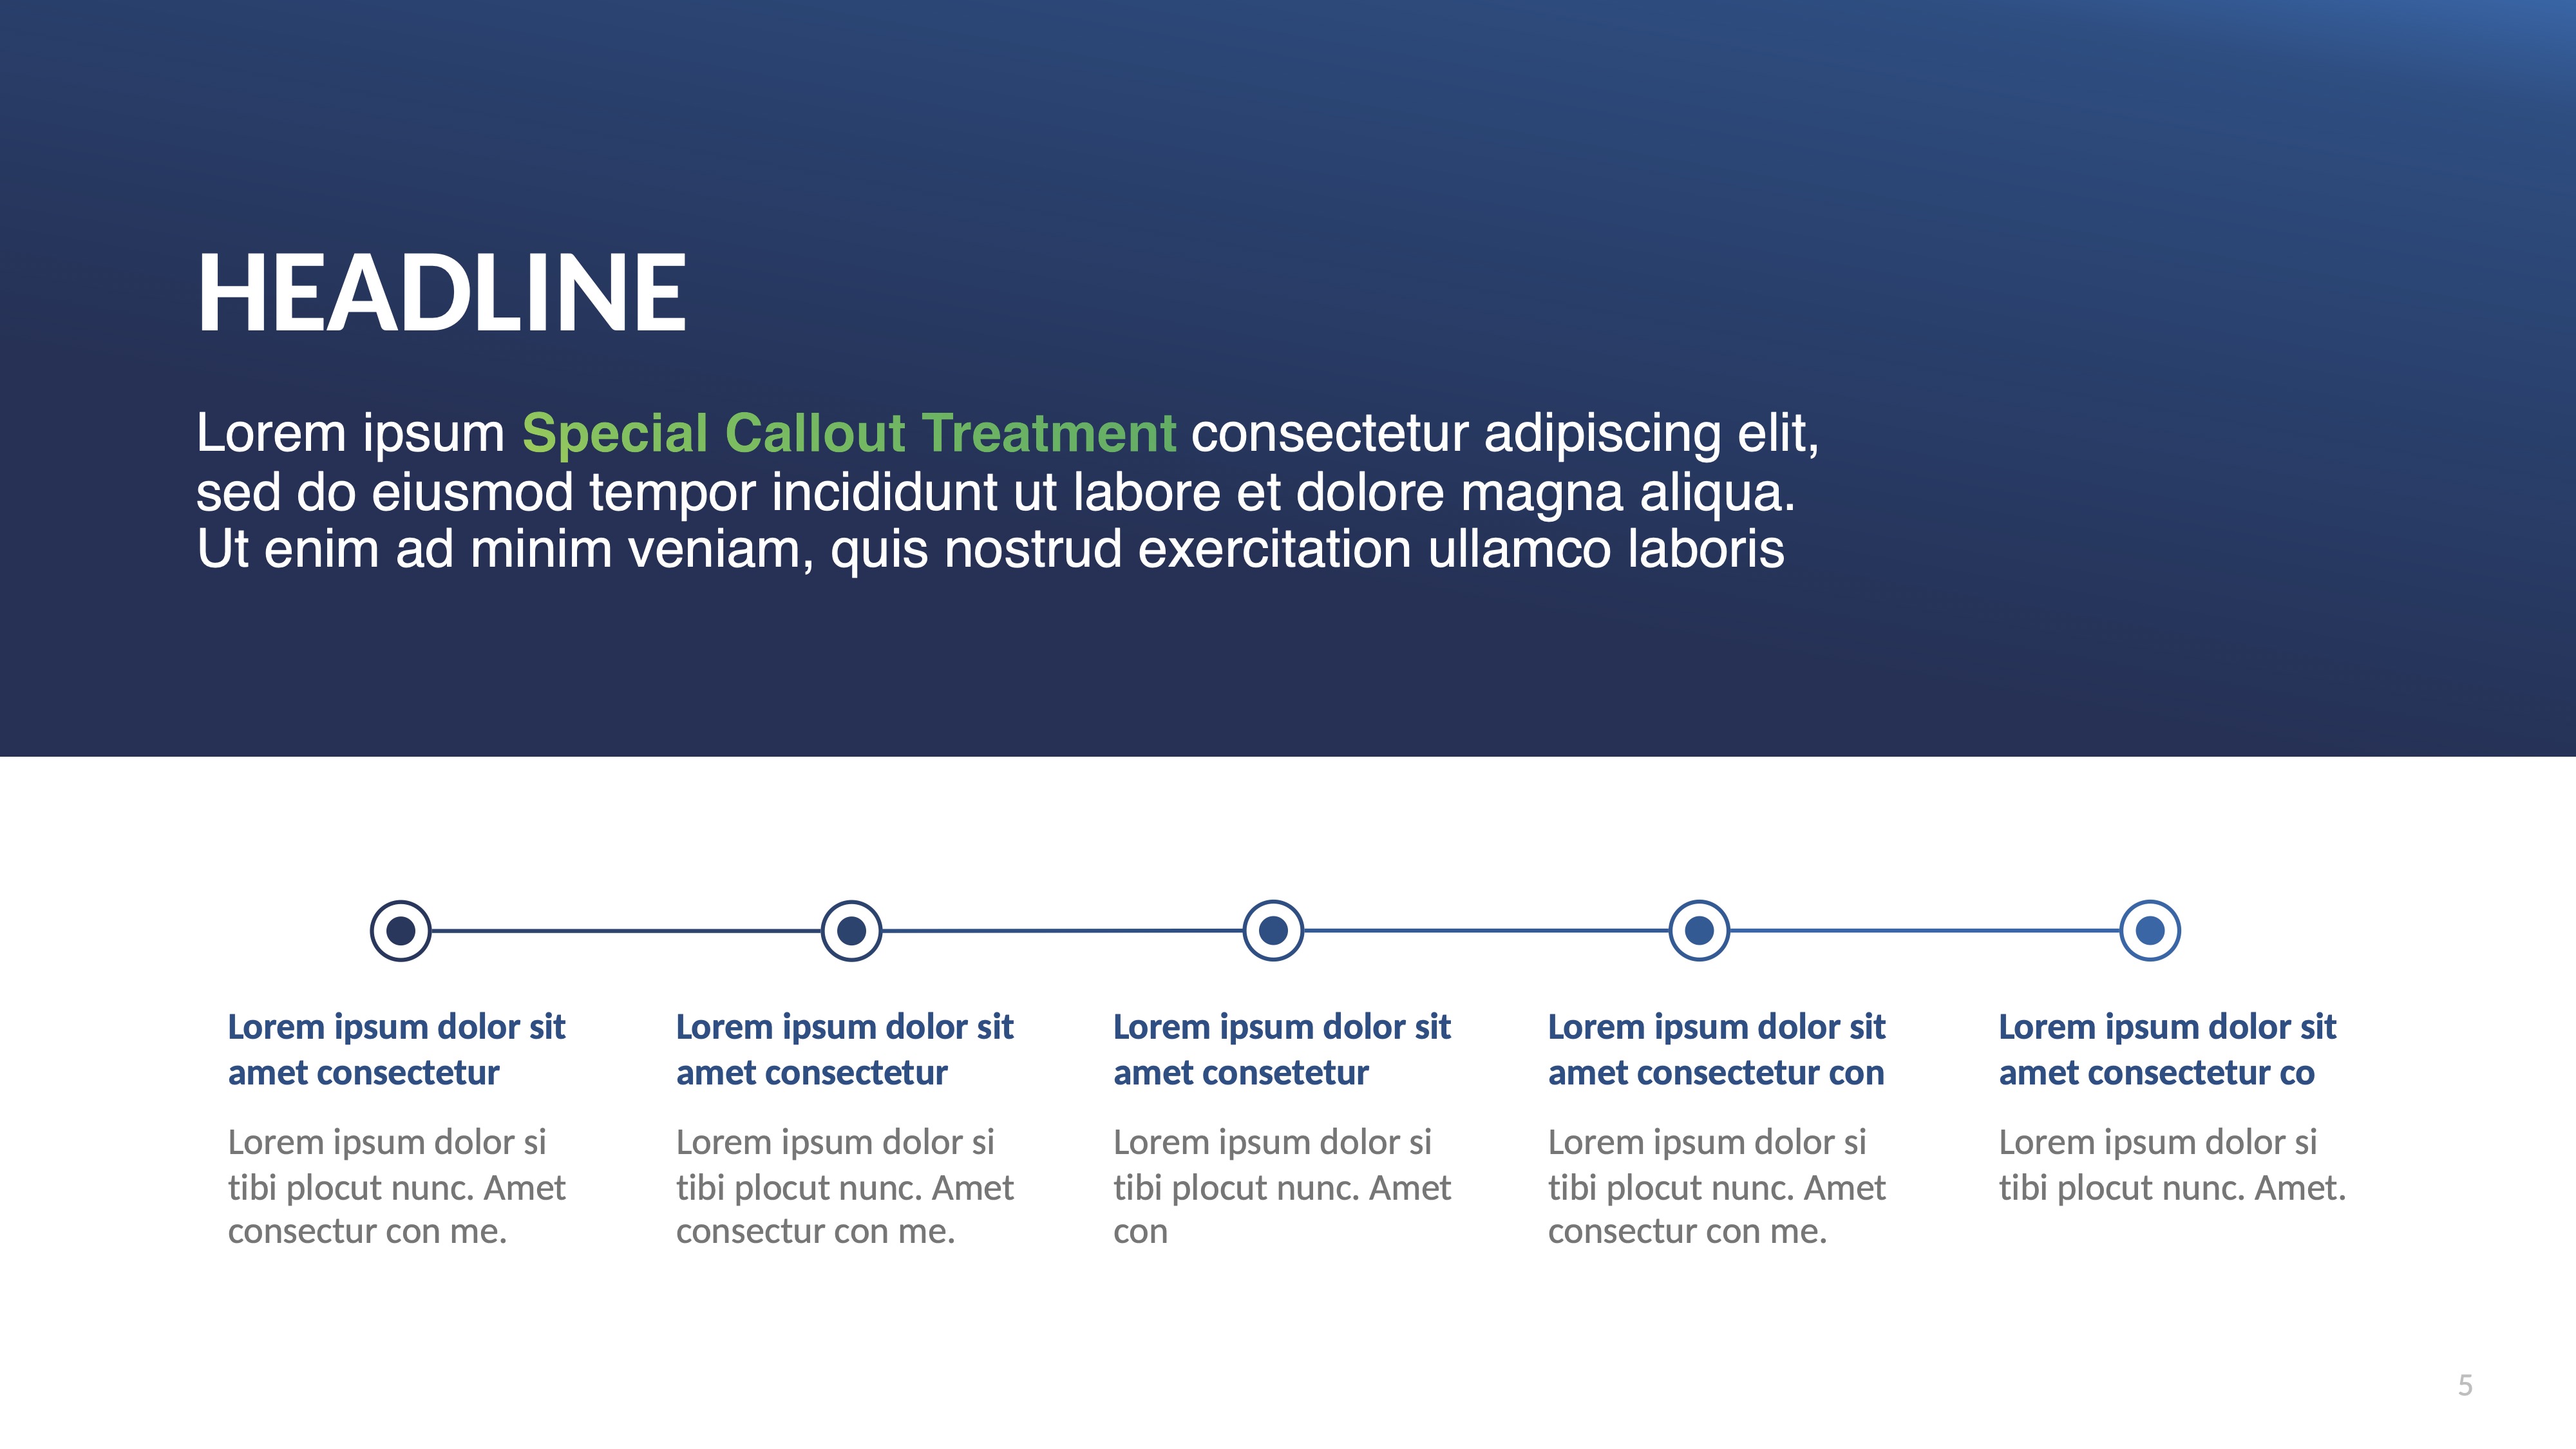 HEADLINE
Lorem ipsum Special Callout Treatment consectetur adipiscing elit,
sed do eiusmod tempor incididunt ut labore et dolore magna aliqua.
Ut enim ad minim veniam, quis nostrud exercitation ullamco laboris
Lorem ipsum dolor sit
amet consectetur
Lorem ipsum dolor si
tibi plocut nunc. Amet
consectur con me.
Lorem ipsum dolor sit
amet consectetur
Lorem ipsum dolor si
tibi plocut nunc. Amet
consectur con me.
Lorem ipsum dolor sit
amet consetetur
Lorem ipsum dolor si
tibi plocut nunc. Amet
con
Lorem ipsum dolor sit
amet consectetur con
Lorem ipsum dolor si
tibi plocut nunc. Amet
consectur con me.
Lorem ipsum dolor sit
amet consectetur co
Lorem ipsum dolor si
tibi plocut nunc. Amet.
5